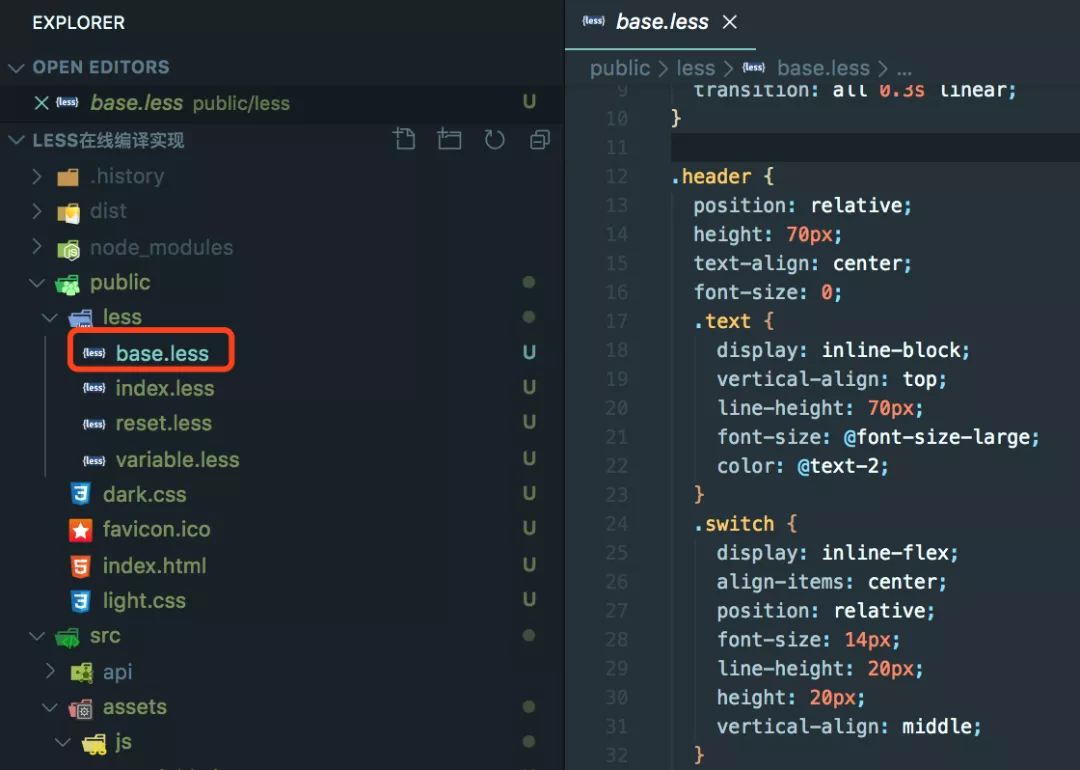 EXPLORER
OPEN EDITORS
{less} base.less public/less U
LESS在线编译实现
.history
dist
node_modules
public
less
{less} base.less U
{less} index.less U
{less} reset.less U
{less} variable.less U
dark.css U
favicon.ico U
index.html U
light.css U
src
api
assets
js
{less} base.less
public > less > {less} base.less > ...
9 transition: all 0.3s linear;
10 }
11
12 .header {
13 position: relative;
14 height: 70px;
15 text-align: center;
16 font-size: 0;
17 .text {
18 display: inline-block;
19 vertical-align: top;
20 line-height: 70px;
21 font-size: @font-size-large;
22 color: @text-2;
23 }
24 .switch {
25 display: inline-flex;
26 align-items: center;
27 position: relative;
28 font-size: 14px;
29 line-height: 20px;
30 height: 20px;
31 vertical-align: middle;
32 }